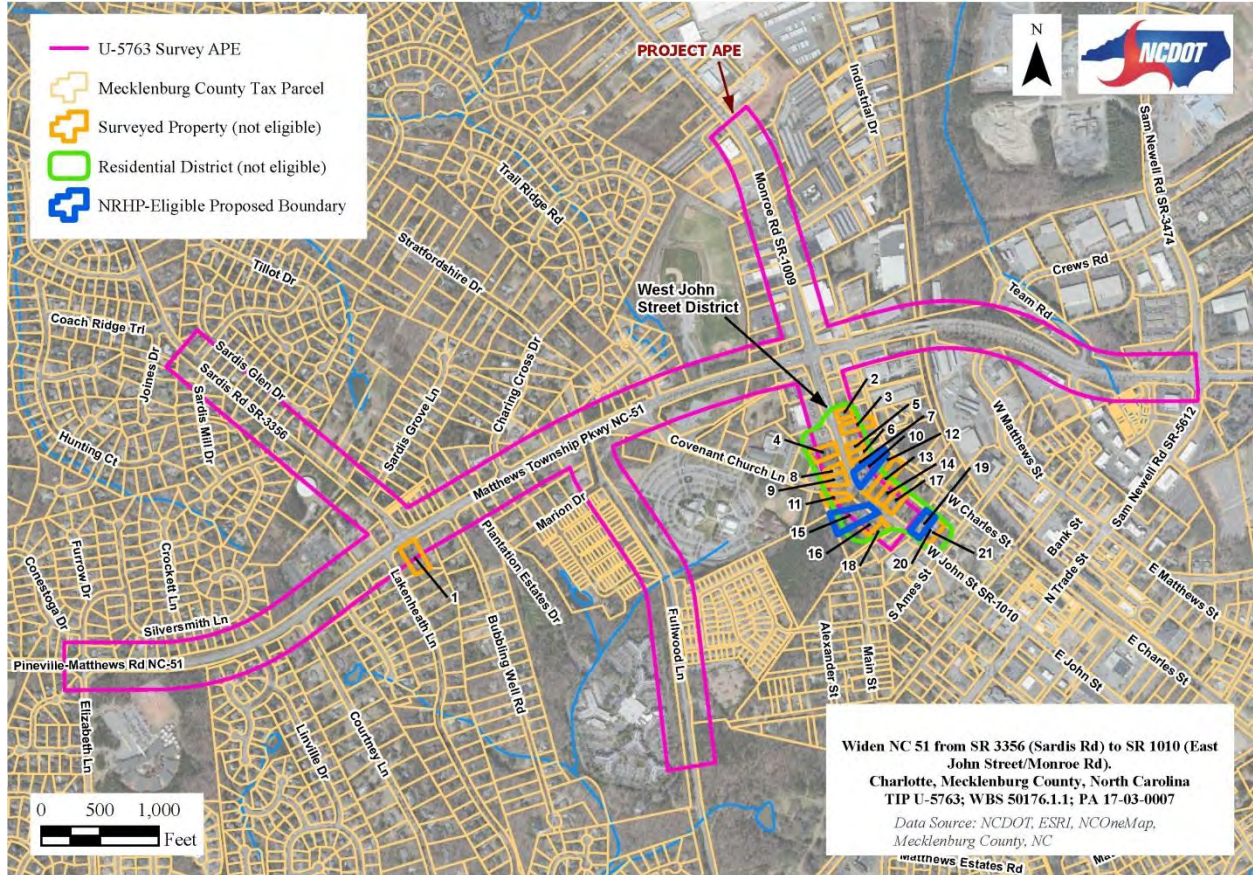 U-5763 Survey APE
Mecklenburg County Tax Parcel
Surveyed Property (not eligible)
Residential District (not eligible)
NRHP-Eligible Proposed Boundary
PROJECT APE
N
NCDOT
Industrial Dr
Sam Newell Rd SR-3474
Trail Ridge Rd
Monroe Rd SR-1009
Stratfordshire Dr
Crews Rd
Tillot Dr
Team Rd
West John
Street District
Coach Ridge Trl
Joines Dr
Sardis Glen Dr
Sardis Rd SR-3356
Sardis Mill Dr
Charing Cross Dr
Sardis Grove Ln
Matthews Township Pkwy NC-51
Hunting Ct
Covenant Church Ln
W Matthews St
Sam Newell Rd SR-5612
2
3
5
6
7
10
12
4
13
14
19
8
17
9
11
15
16
18
20
21
W Charles St
Marion Dr
Plantation Estates Dr
Bank St
N Trade St
E Matthews St
W John St SR-1010
S Ames St
Conestoga Dr
Furrow Dr
Crockett Ln
Silversmith Ln
1
Lakenheath Ln
Bubbling Well Rd
Fullwood Ln
Alexander St
Main St
E John St
E Charles St
Pineville-Matthews Rd NC-51
Elizabeth Ln
Linville Dr
Courtney Ln
0 500 1,000
Feet
Widen NC 51 from SR 3356 (Sardis Rd) to SR 1010 (East
John Street/Monroe Rd).
Charlotte, Mecklenburg County, North Carolina
TIP U-5763; WBS 50176.1.1; PA 17-03-0007
Data Source: NCDOT, ESRI, NCOneMap,
Mecklenburg County, NC
Matthews Estates Rd